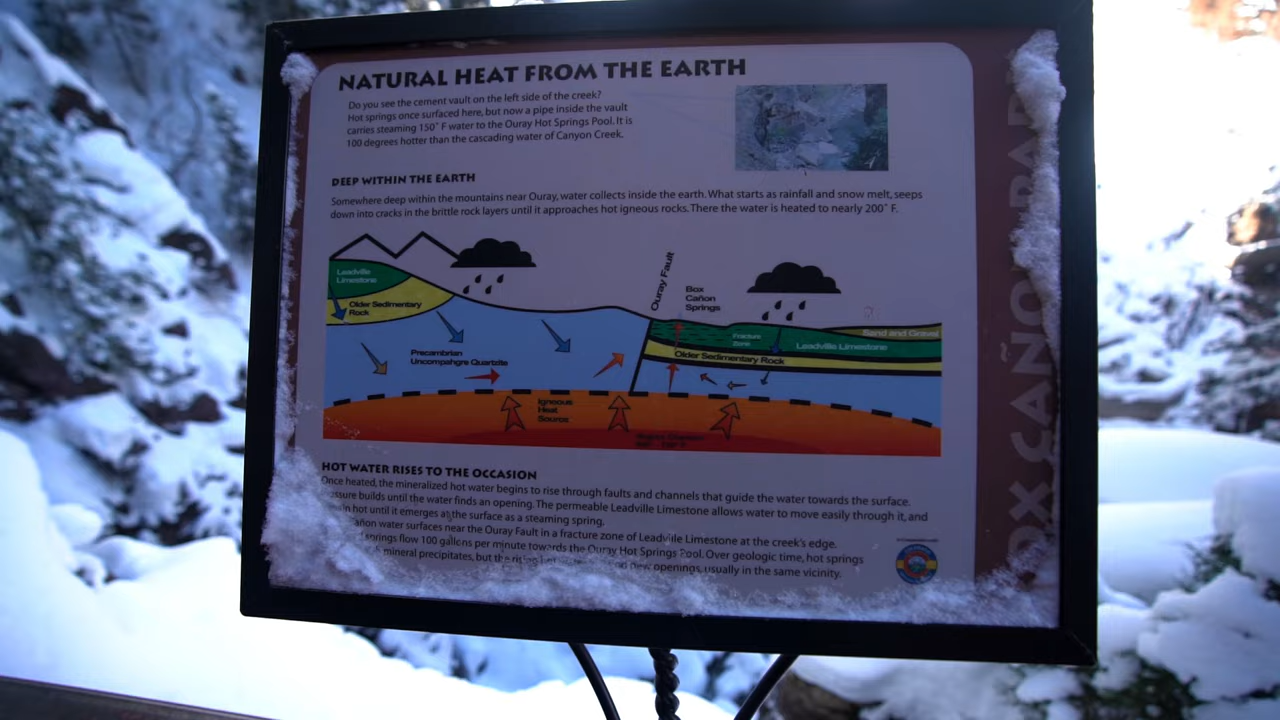 NATURAL HEAT FROM THE EARTH
Do you see the cement vault on the left side of the creek?
Hot springs once surfaced here, but now a pipe inside the vault
carries steaming 150° F water to the Ouray Hot Springs Pool. It is
100 degrees hotter than the cascading water of Canyon Creek.
DEEP WITHIN THE EARTH
Somewhere deep within the mountains near Ouray, water collects inside the earth. What starts as rainfall and snow melt, seeps
down into cracks in the brittle rock layers until it approaches hot igneous rocks. There the water is heated to nearly 200° F.
Leadville
Limestone
Older Sedimentary
Rock
Precambrian
Uncompahgre Quartzite
Ouray Fault
Box
Cañon
Springs
Fracture
Zone
Leadville Limestone
Sand and Gravel
Older Sedimentary Rock
Igneous
Heat
Source
HOT WATER RISES TO THE OCCASION
Once heated, the mineralized hot water begins to rise through faults and channels that guide the water towards the surface.
builds until the water finds an opening. The permeable Leadville Limestone allows water to move easily through it, and
hot until it emerges at the surface as a steaming spring.
water surfaces near the Ouray Fault in a fracture zone of Leadville Limestone at the creek's edge.
springs flow 100 gallons per minute towards the Ouray Hot Springs Pool. Over geologic time, hot springs
mineral precipitates, but the openings, usually in the same vicinity.
CAÑON